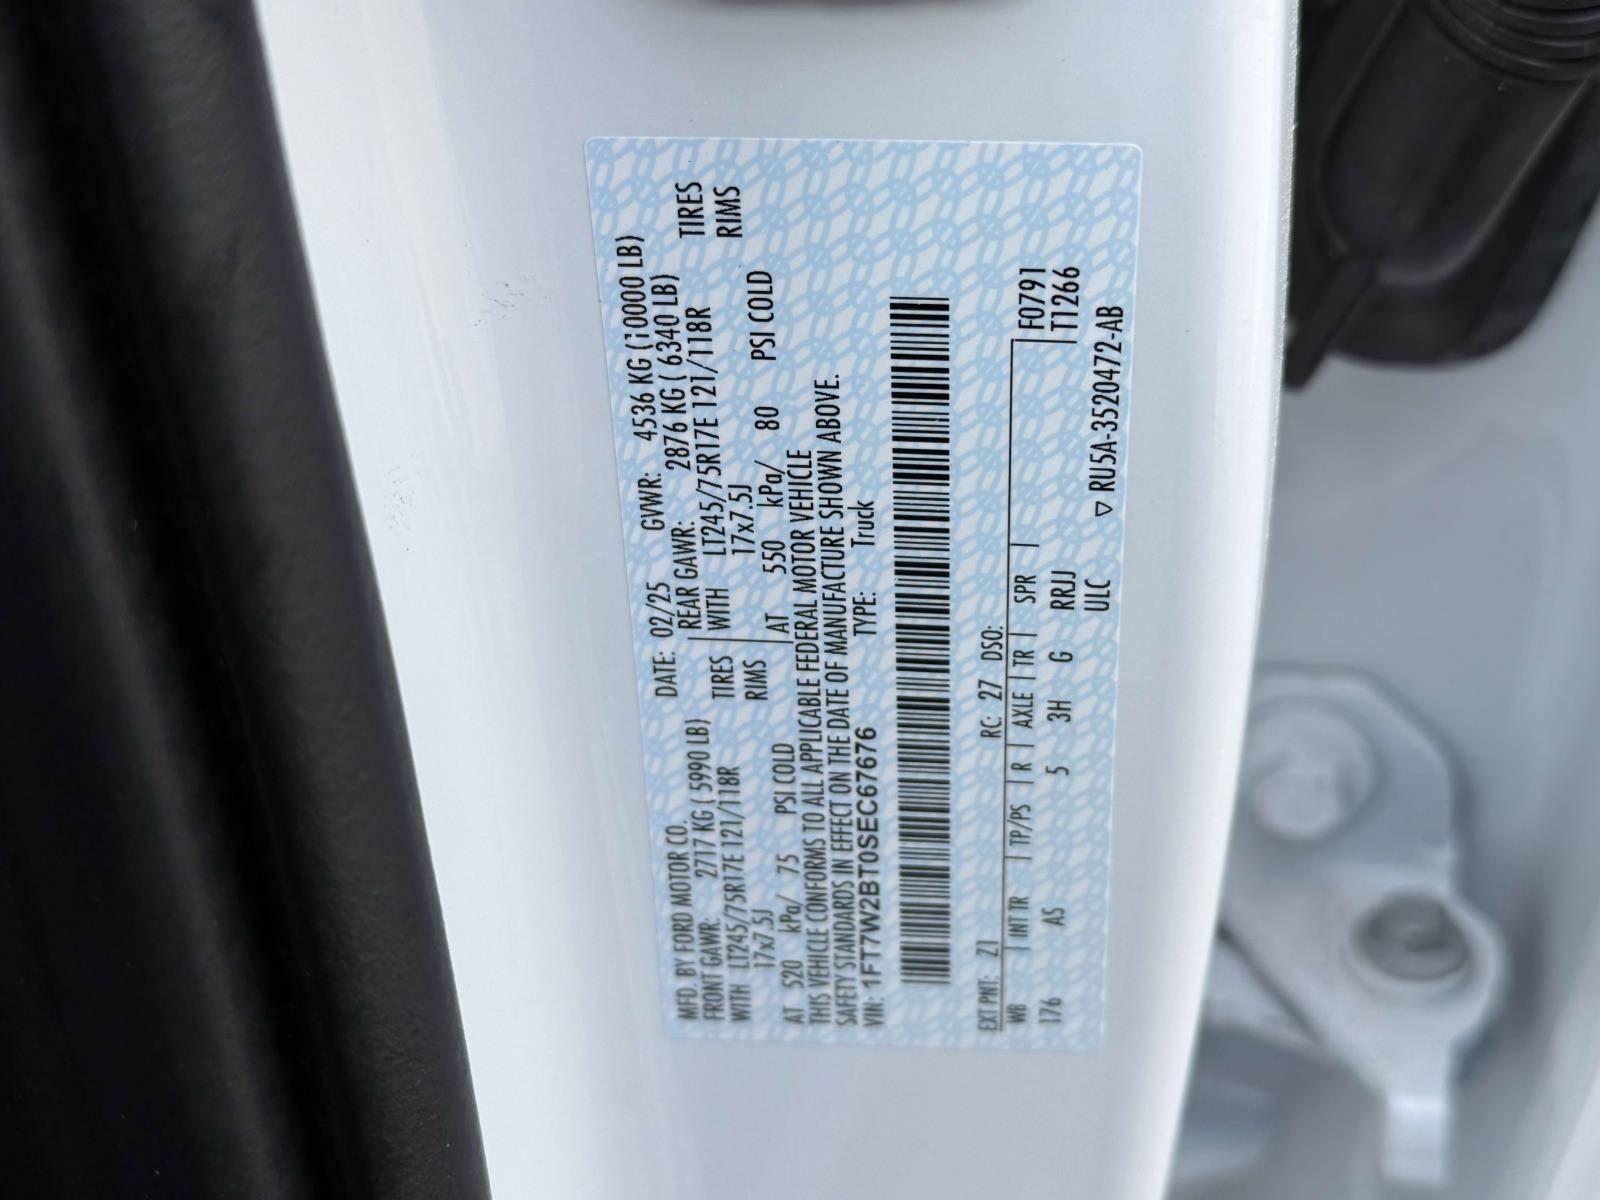 MFD. BY FORD MOTOR CO.
DATE: 02/25 GVWR: 4536 KG (10000 LB)
FRONT GAWR: 2717 KG ( 5990 LB)
REAR GAWR: 2876 KG ( 6340 LB)
WITH LT245/75R17E 121/118R TIRES
WITH LT245/75R17E 121/118R TIRES
17x7.5J RIMS
17x7.5J RIMS
AT 520 kPa/ 75 PSI COLD
AT 550 kPa/ 80 PSI COLD
THIS VEHICLE CONFORMS TO ALL APPLICABLE FEDERAL MOTOR VEHICLE
SAFETY STANDARDS IN EFFECT ON THE DATE OF MANUFACTURE SHOWN ABOVE.
VIN: 1FT7W2BT0SEC67676 TYPE: Truck
EXT PNT: Z1 RC: 27 DSO: F0791
WB | INT TR | TP/PS | R | AXLE | TR | SPR | T1266
176 AS 5 3H G RRJJ
ULC ▽ RU5A-3520472-AB